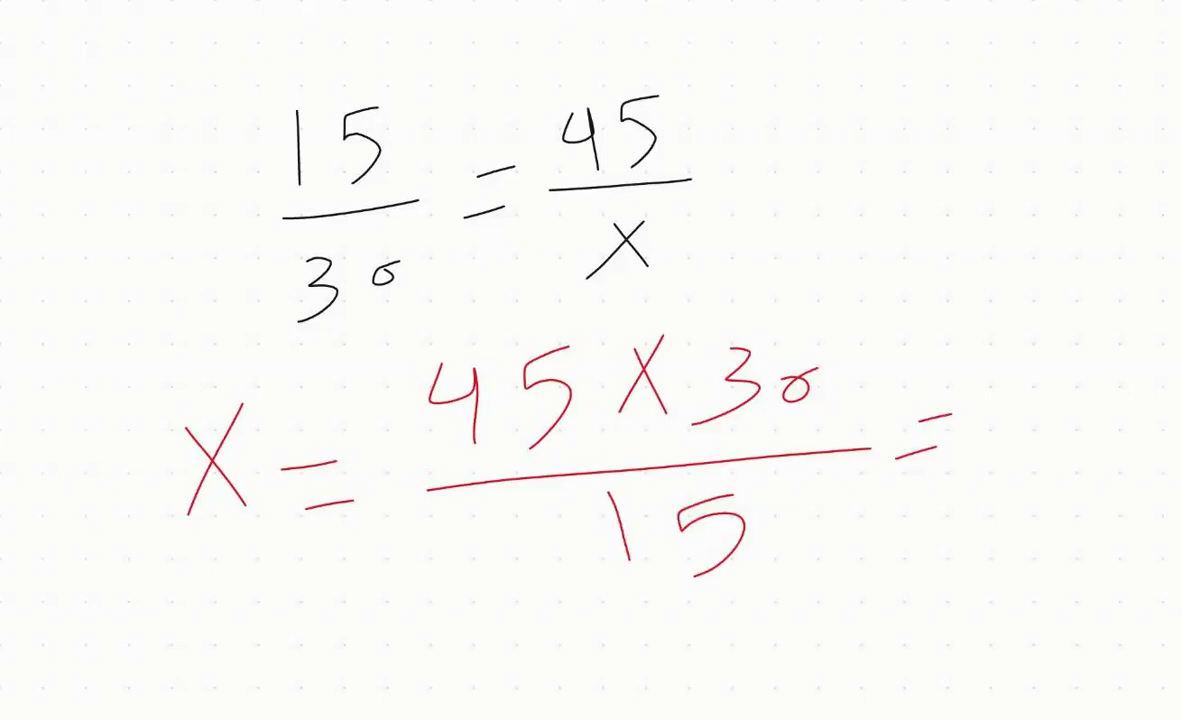 15/30 = 45/x
x = 45 x 30/15 =